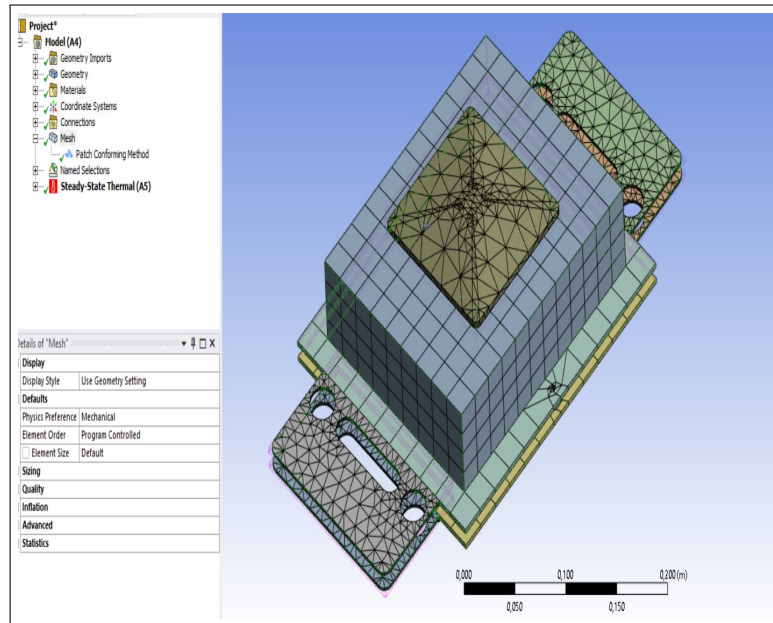 Project*
Model (A4)
Geometry Imports
Geometry
Materials
Coordinate Systems
Connections
Mesh
Patch Conforming Method
Named Selections
Steady-State Thermal (A5)
Details of "Mesh"
Display
Display Style Use Geometry Setting
Defaults
Physics Preference Mechanical
Element Order Program Controlled
Element Size Default
Sizing
Quality
Inflation
Advanced
Statistics
0,000 0,100 0,200 (m)
0,050 0,150